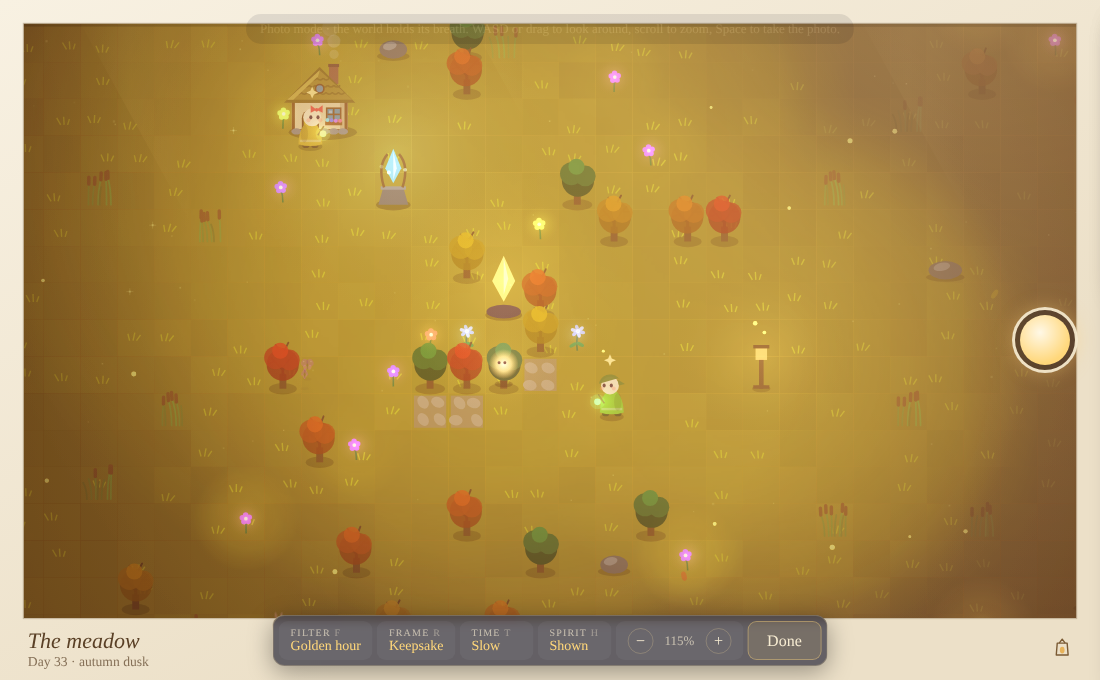 Photo mode: the world holds its breath. WASD or drag to look around, scroll to zoom. Space to take the photo.
The meadow
Day 33 · autumn dusk
FILTER F
Golden hour
FRAME R
Keepsake
TIME T
Slow
SPIRIT H
Shown
− 115% +
Done